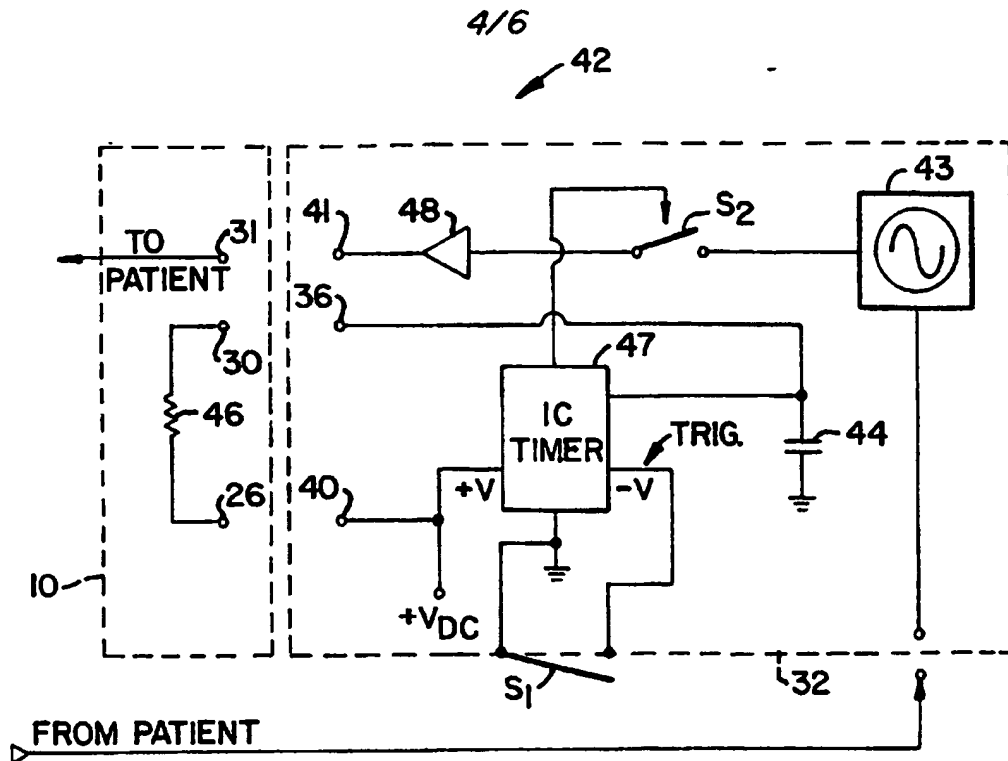 4/6
42
43
41
48
S2
31
TO
PATIENT
36
47
30
IC
TIMER
TRIG.
44
46
+V
-V
26
40
10
+VDC
S1
32
FROM PATIENT